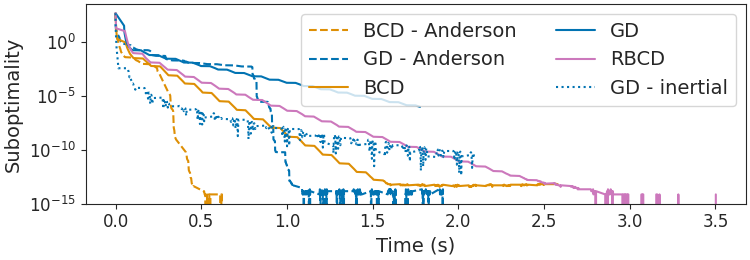 BCD - Anderson
GD - Anderson
BCD
GD
RBCD
GD - inertial
Suboptimality
10^0
10^-5
10^-10
10^-15
0.0 0.5 1.0 1.5 2.0 2.5 3.0 3.5
Time (s)